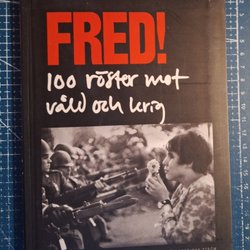 FRED!
100 röster mot
våld och krig